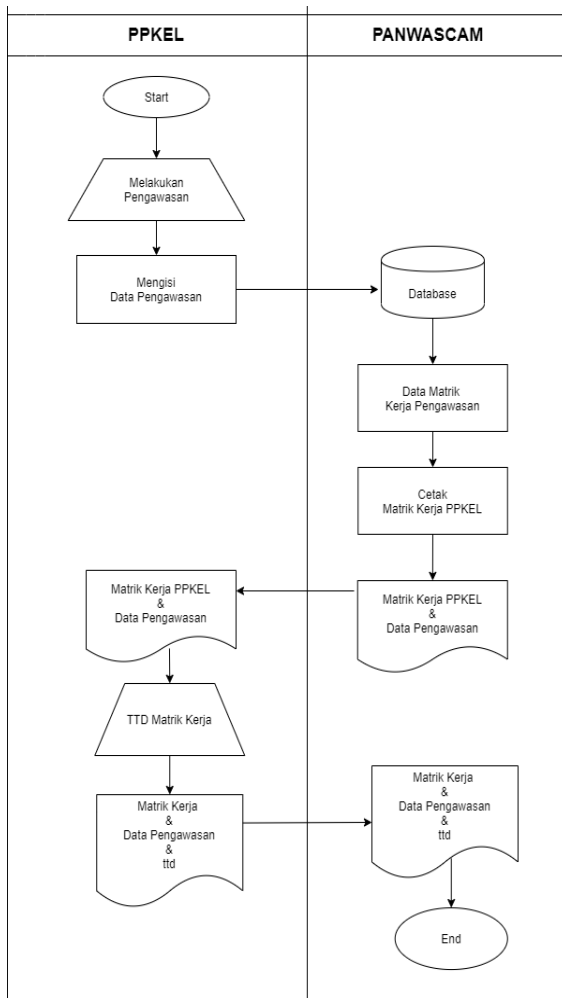 PPKEL
PANWASCAM
Start
Melakukan
Pengawasan
Mengisi
Data Pengawasan
Database
Data Matrik
Kerja Pengawasan
Cetak
Matrik Kerja PPKEL
Matrik Kerja PPKEL
&
Data Pengawasan
Matrik Kerja PPKEL
&
Data Pengawasan
TTD Matrik Kerja
Matrik Kerja
&
Data Pengawasan
&
ttd
Matrik Kerja
&
Data Pengawasan
&
ttd
End